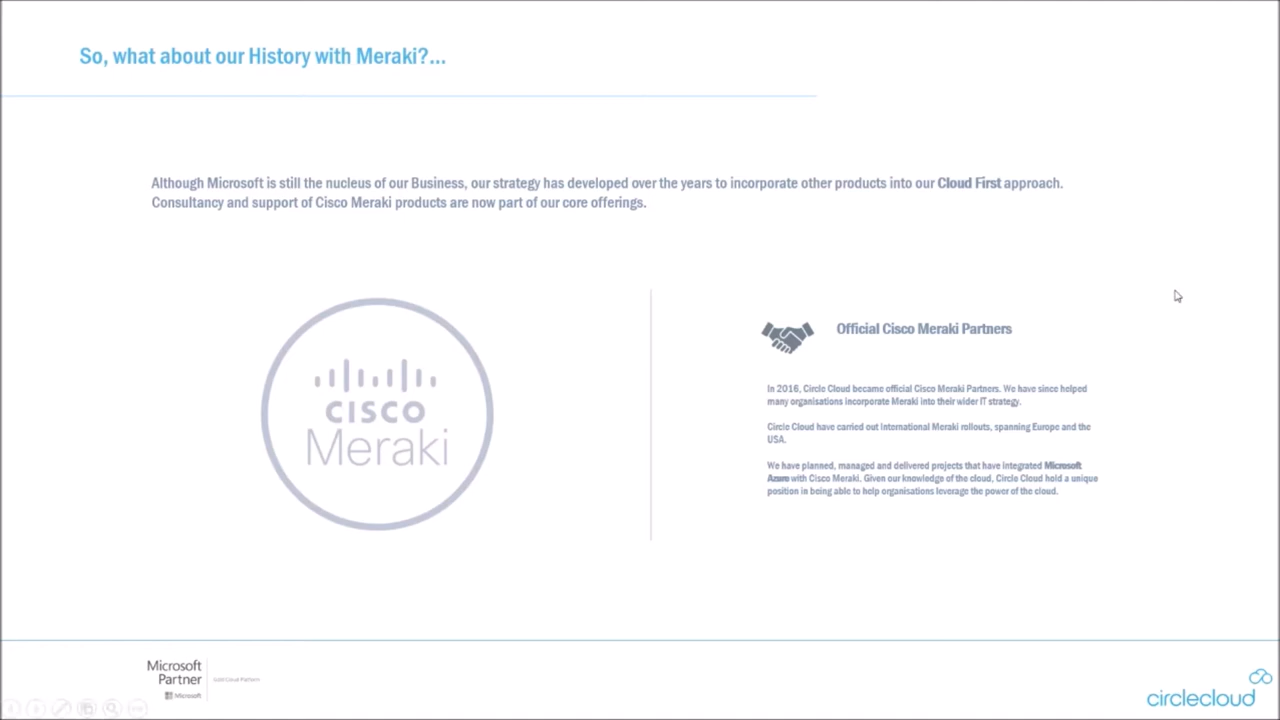 So, what about our History with Meraki?...
Although Microsoft is still the nucleus of our Business, our strategy has developed over the years to incorporate other products into our Cloud First approach.
Consultancy and support of Cisco Meraki products are now part of our core offerings.
cisco
Meraki
Official Cisco Meraki Partners
In 2016, Circle Cloud became official Cisco Meraki Partners. We have since helped
many organisations incorporate Meraki into their wider IT strategy.
Circle Cloud have carried out International Meraki rollouts, spanning Europe and the
USA.
We have planned, managed and delivered projects that have integrated Microsoft
Azure with Cisco Meraki. Given our knowledge of the cloud, Circle Cloud hold a unique
position in being able to help organisations leverage the power of the cloud.
Microsoft
Partner
Gold Cloud Platform
Microsoft
circlecloud